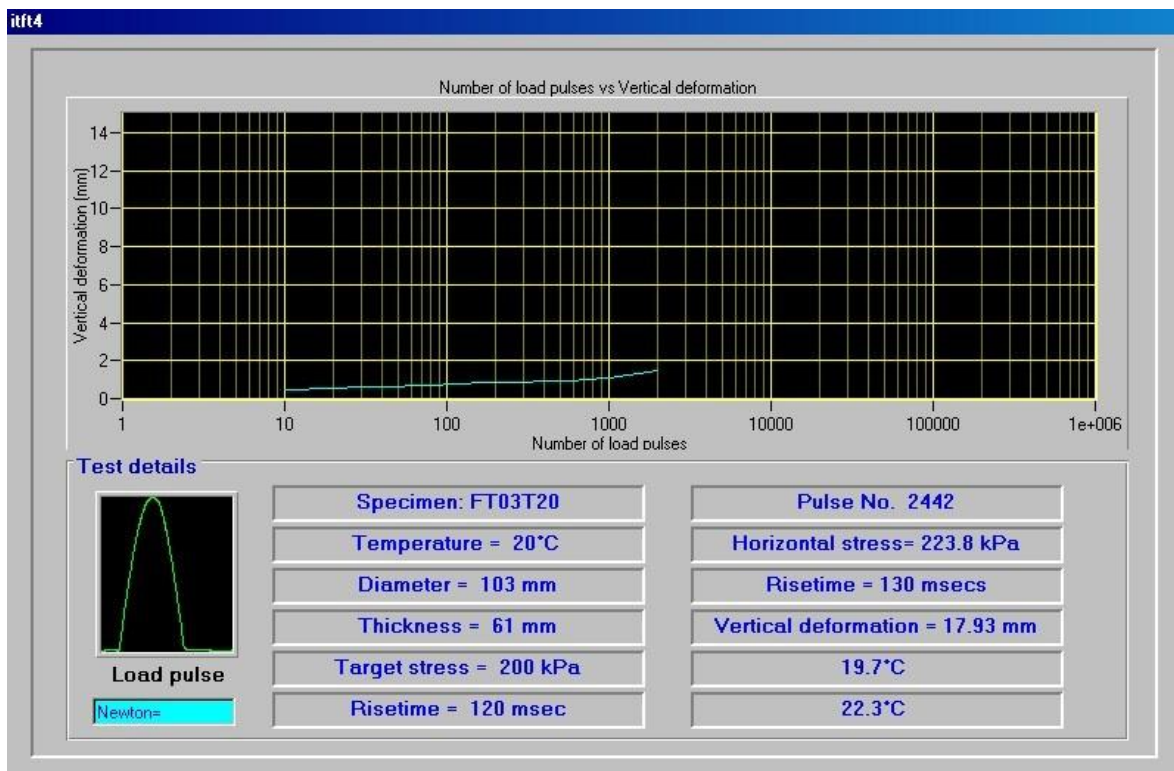 itft4
Number of load pulses vs Vertical deformation
Vertical deformation (mm)
14
12
10
8
6
4
2
0
1
10
100
1000
10000
100000
1e+006
Number of load pulses
Test details
Load pulse
Newton=
Specimen: FT03T20
Temperature = 20°C
Diameter = 103 mm
Thickness = 61 mm
Target stress = 200 kPa
Risetime = 120 msec
Pulse No. 2442
Horizontal stress= 223.8 kPa
Risetime = 130 msecs
Vertical deformation = 17.93 mm
19.7°C
22.3°C